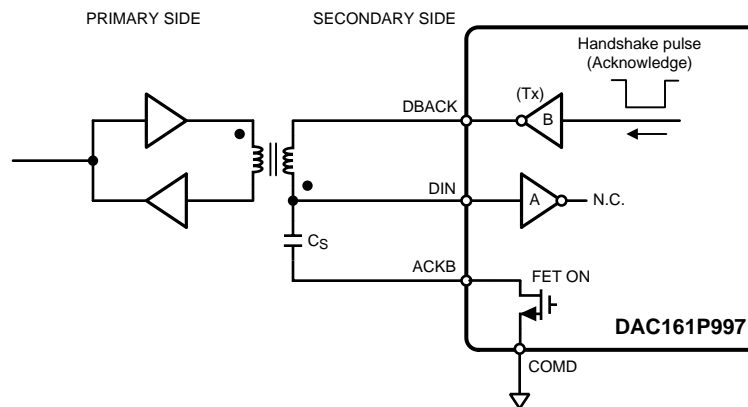 PRIMARY SIDE
SECONDARY SIDE
Handshake pulse
(Acknowledge)
(Tx)
DBACK
B
DIN
A
N.C.
CS
ACKB
FET ON
DAC161P997
COMD